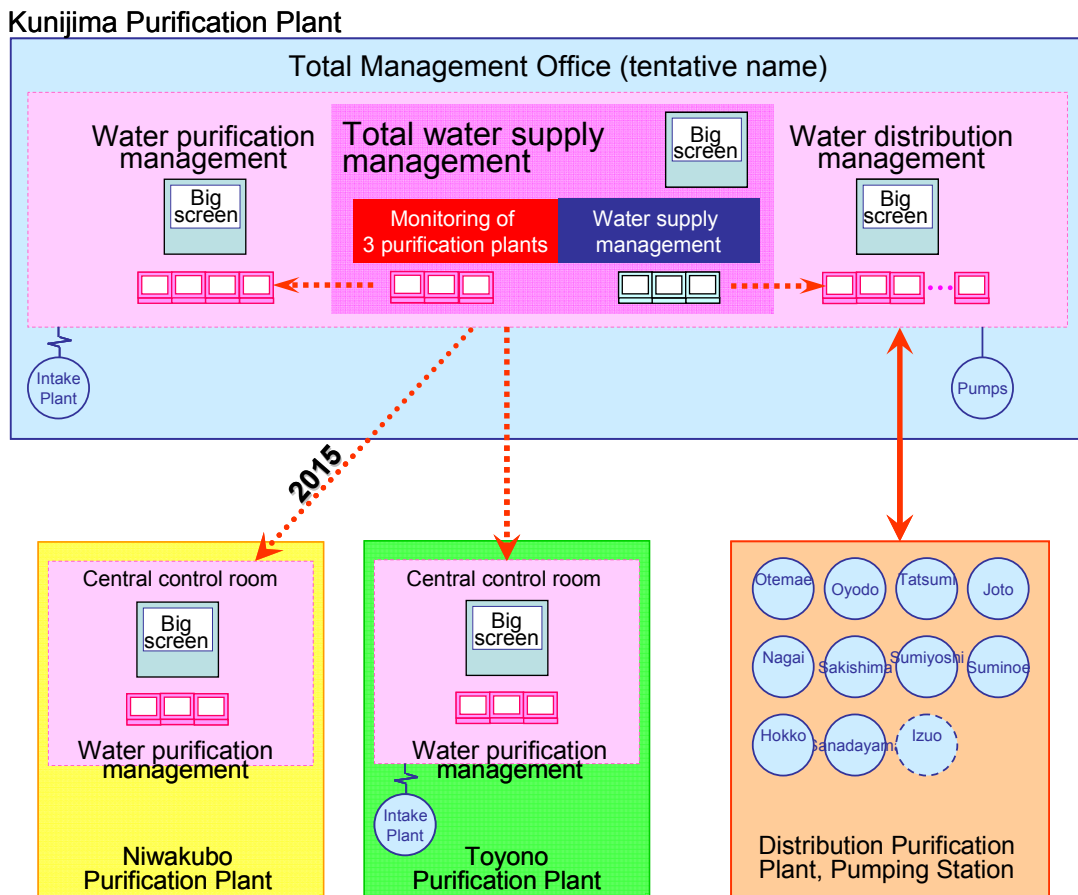 Kunijima Purification Plant
Total Management Office (tentative name)
Water purification
management
Big
screen
Total water supply
management
Big
screen
Monitoring of
3 purification plants
Water supply
management
Water distribution
management
Big
screen
Intake
Plant
Pumps
2015
Central control room
Big
screen
Water purification
management
Niwakubo
Purification Plant
Central control room
Big
screen
Water purification
management
Intake
Plant
Toyono
Purification Plant
Otemae
Oyodo
Tatsumi
Joto
Nagai
Sakishima
Sumiyoshi
Suminoe
Hokko
Sanadayama
Izuo
Distribution Purification
Plant, Pumping Station